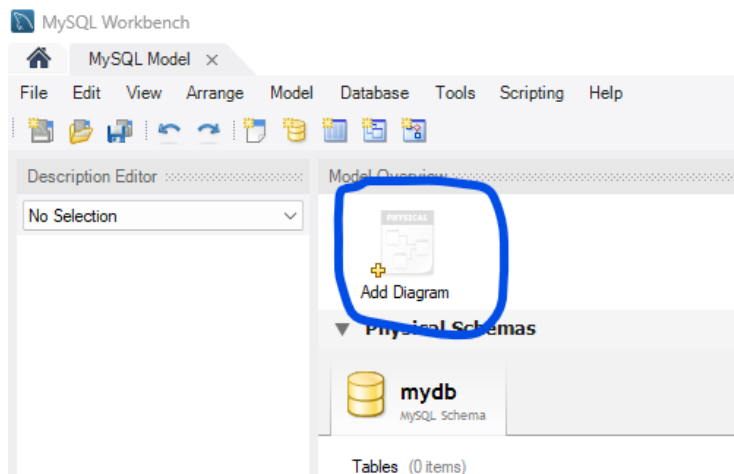 MySQL Workbench
MySQL Model ×
File Edit View Arrange Model Database Tools Scripting Help
Description Editor
Model Overview
No Selection
PHYSICAL
Add Diagram
Physical Schemas
mydb
MySQL Schema
Tables (0 items)